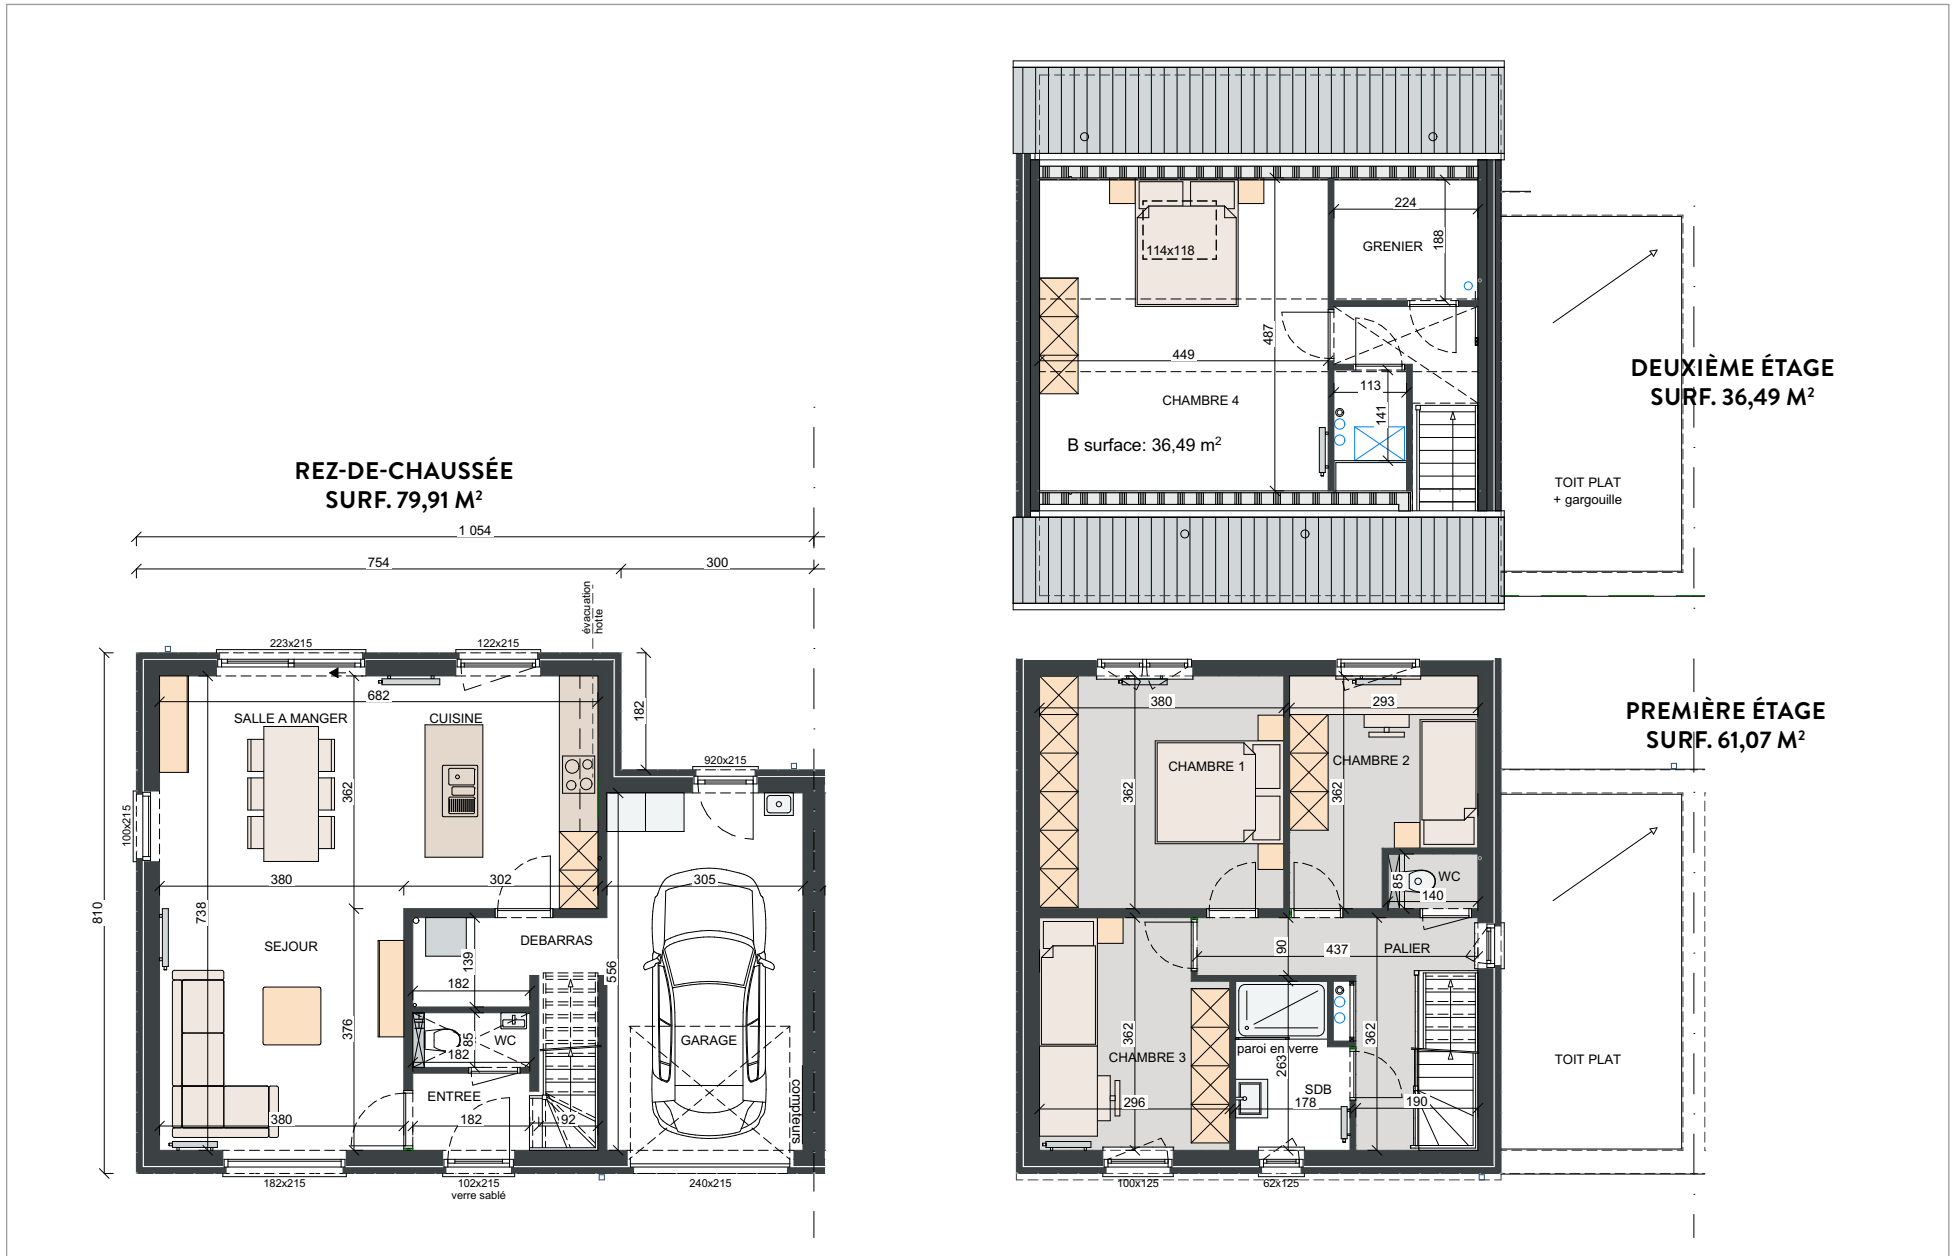 224
188
GRENIER
114x118
449
487
CHAMBRE 4
113
141
B surface: 36,49 m²
TOIT PLAT
+ gargouille
DEUXIÈME ÉTAGE
SURF. 36,49 M²
REZ-DE-CHAUSSÉE
SURF. 79,91 M²
1 054
754
300
évacuation
hotte
223x215
122x215
682
182
SALLE A MANGER
CUISINE
920x215
362
100x215
380
302
305
810
738
SEJOUR
DEBARRAS
139
556
182
376
85
WC
182
GARAGE
ENTREE
compteurs
380
182
92
182x215
102x215
verre sablé
240x215
380
293
PREMIÈRE ÉTAGE
SURF. 61,07 M²
CHAMBRE 1
CHAMBRE 2
362
362
85
WC
140
90
437
PALIER
362
CHAMBRE 3
paroi en verre
263
362
SDB
296
178
190
TOIT PLAT
100x125
62x125